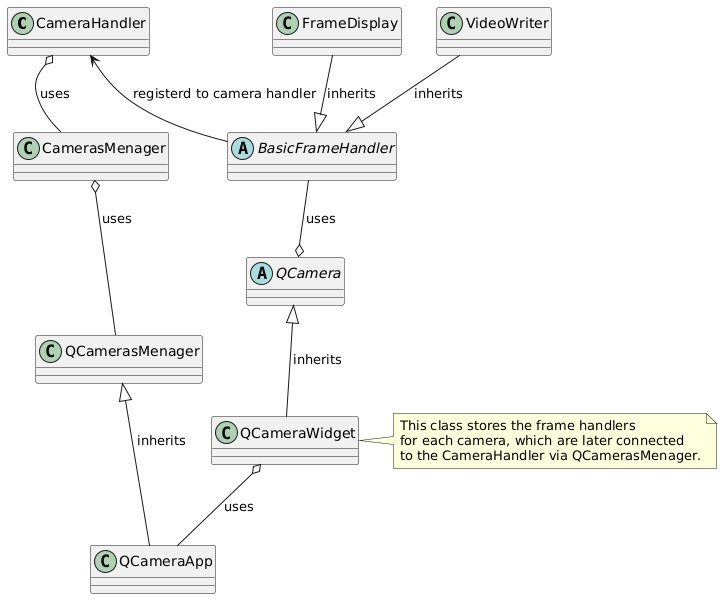 C CameraHandler
C FrameDisplay
C VideoWriter
uses
registerd to camera handler
inherits
inherits
C CamerasMenager
A BasicFrameHandler
uses
uses
A QCamera
C QCamerasMenager
inherits
inherits
C QCameraWidget
This class stores the frame handlers
for each camera, which are later connected
to the CameraHandler via QCamerasMenager.
uses
C QCameraApp